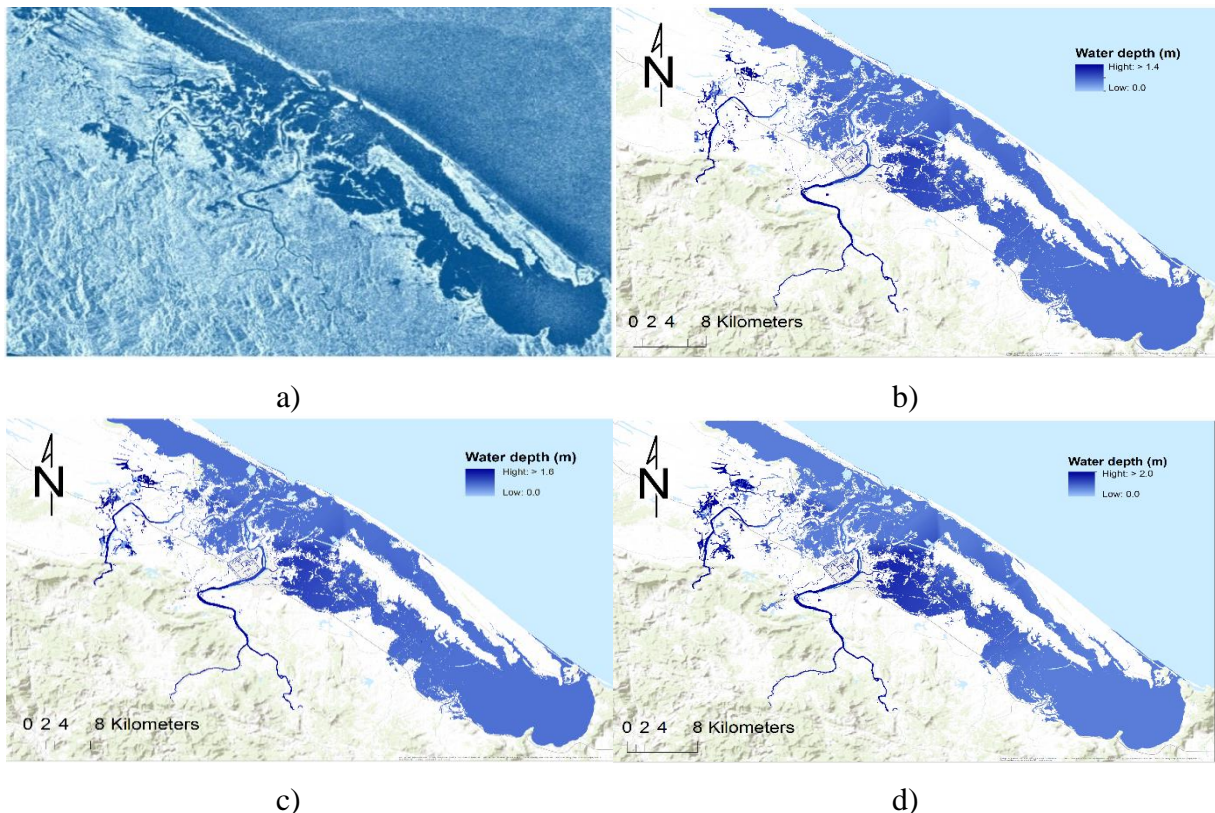 Water depth (m)
Hight: > 1.4
Low: 0.0
N
0 2 4 8 Kilometers
a)
b)
Water depth (m)
Hight: > 1.6
Low: 0.0
N
0 2 4 8 Kilometers
Water depth (m)
Hight: > 2.0
Low: 0.0
N
0 2 4 8 Kilometers
c)
d)